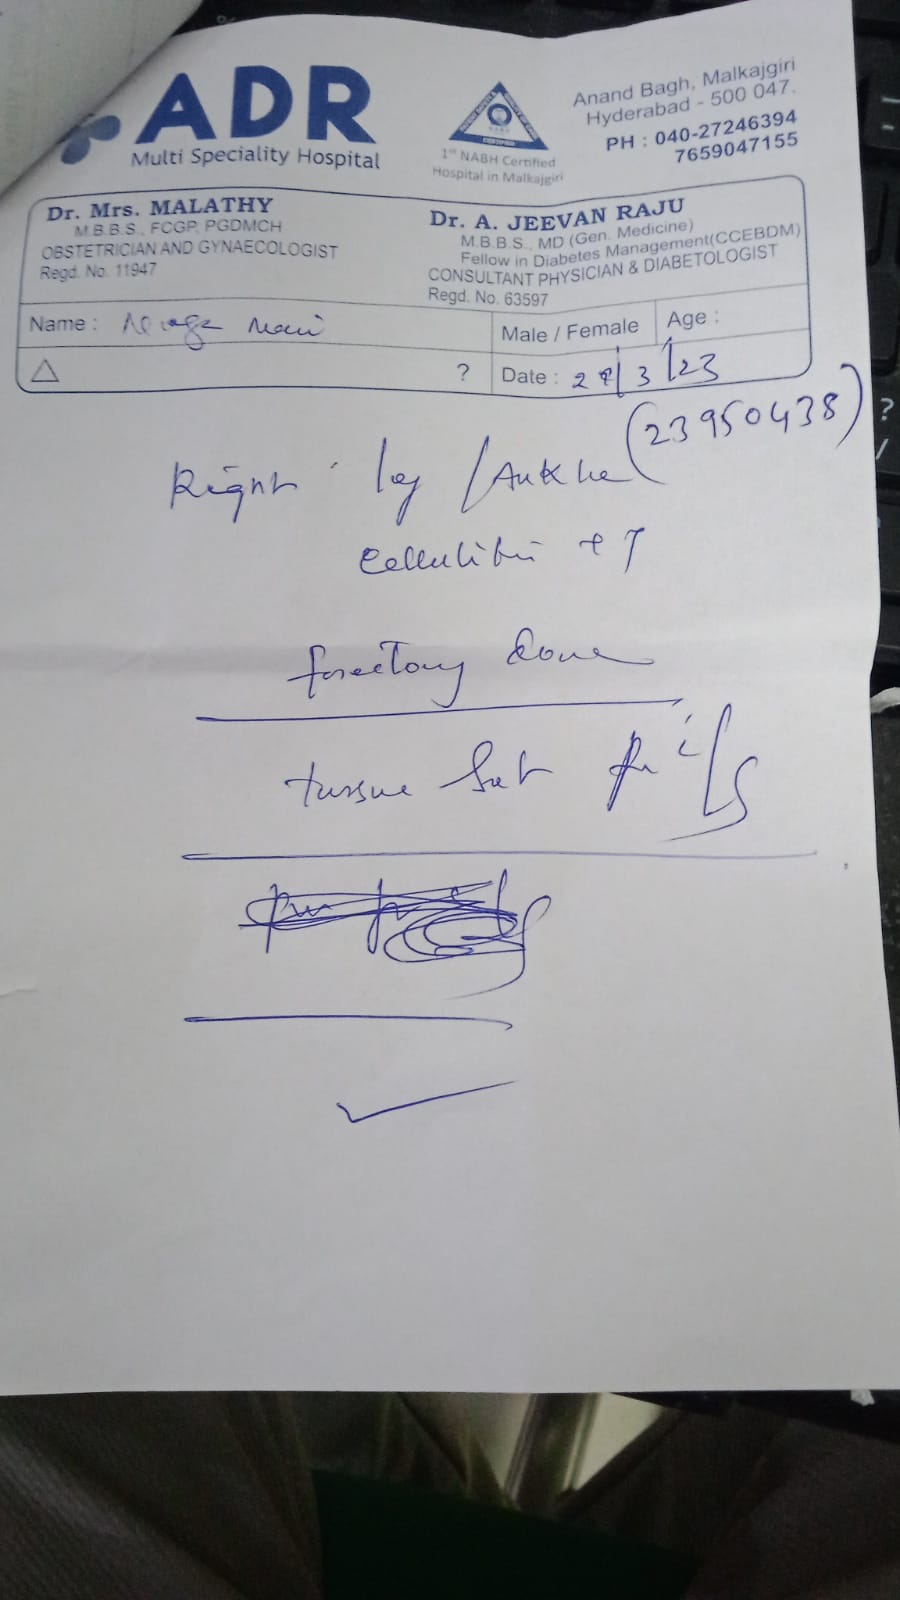 ADR
Multi Speciality Hospital
1st NABH Certified
Hospital in Malkajgiri
Anand Bagh, Malkajgiri
Hyderabad - 500 047.
PH : 040-27246394
7659047155
Dr. Mrs. MALATHY
M.B.B.S., FCGP, PGDMCH
OBSTETRICIAN AND GYNAECOLOGIST
Regd. No. 11947
Dr. A. JEEVAN RAJU
M.B.B.S., MD (Gen. Medicine)
Fellow in Diabetes Management(CCEBDM)
CONSULTANT PHYSICIAN & DIABETOLOGIST
Regd. No. 63597
Name : Naga Mani
Male / Female
Age :
?
Date : 27/3/23
(23950438)
Right leg / Ankle
Cellulitis +
done
tissue